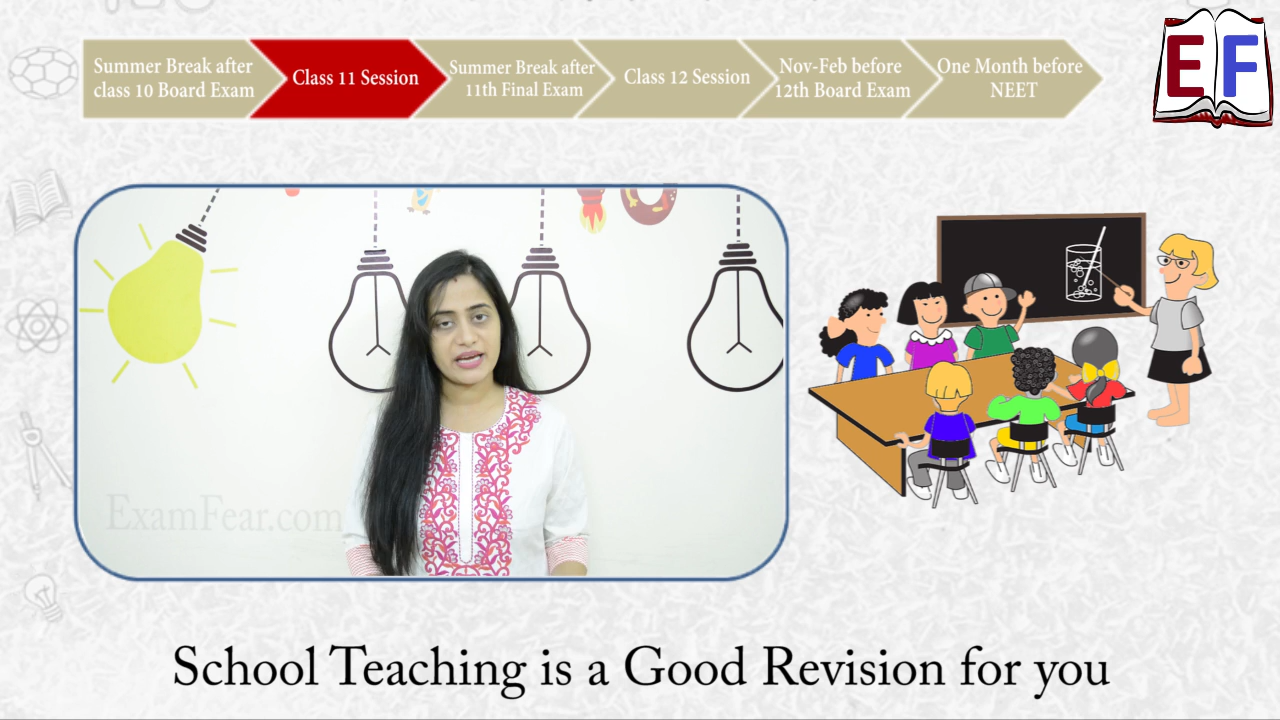 Summer Break after
class 10 Board Exam
Class 11 Session
Summer Break after
11th Final Exam
Class 12 Session
Nov-Feb before
12th Board Exam
One Month before
NEET
EF
ExamFear.com
School Teaching is a Good Revision for you